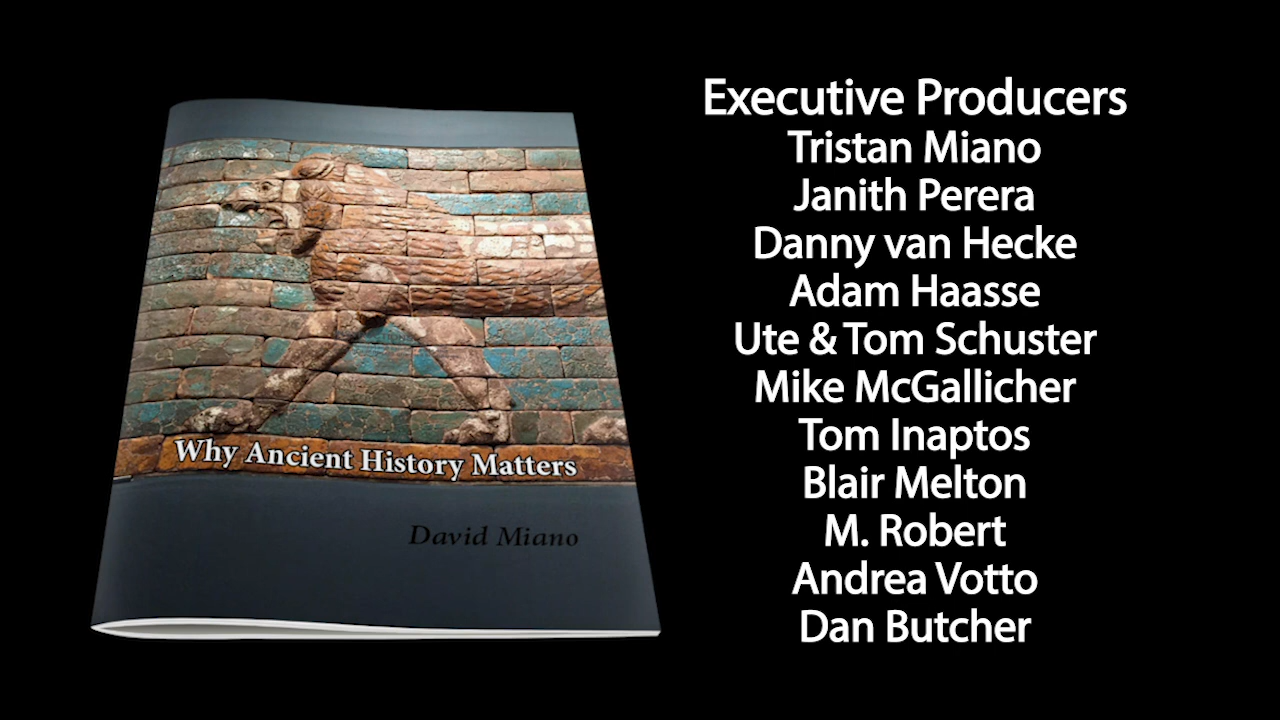 Why Ancient History Matters
David Miano
Executive Producers
Tristan Miano
Janith Perera
Danny van Hecke
Adam Haasse
Ute & Tom Schuster
Mike McGallicher
Tom Inaptos
Blair Melton
M. Robert
Andrea Votto
Dan Butcher